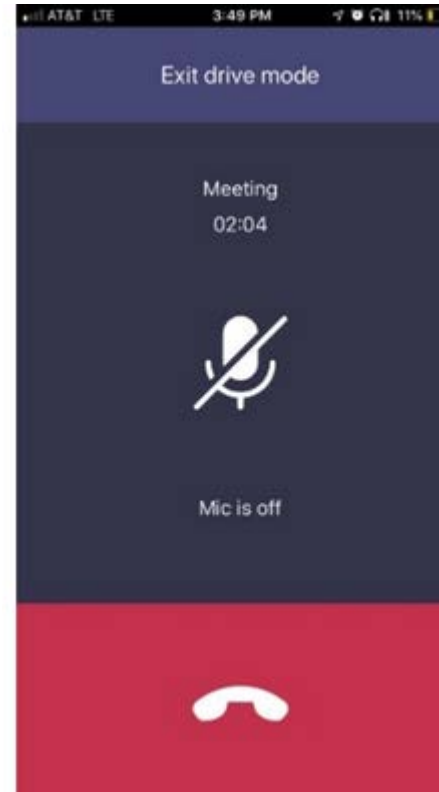 AT&T LTE 3:49 PM 11%
Exit drive mode
Meeting
02:04
Mic is off